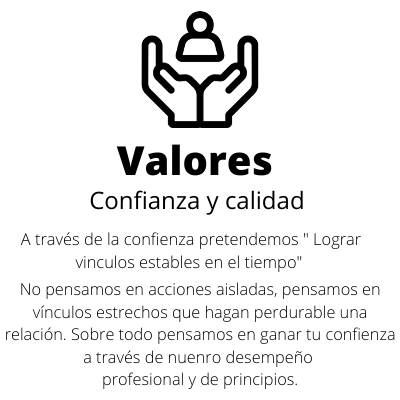 Valores
Confianza y calidad
A través de la confienza pretendemos " Lograr
vinculos estables en el tiempo"
No pensamos en acciones aisladas, pensamos en
vínculos estrechos que hagan perdurable una
relación. Sobre todo pensamos en ganar tu confienza
a través de nuenro desempeño
profesional y de principios.